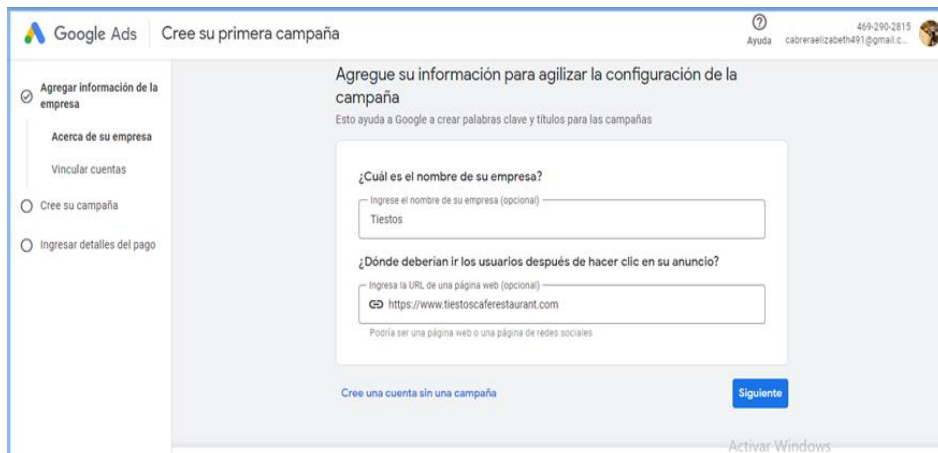 Google Ads
Cree su primera campaña
Ayuda
469-290-2815
cabreraelizabeth491@gmail.c...
Agregar información de la
empresa
Acerca de su empresa
Vincular cuentas
Cree su campaña
Ingresar detalles del pago
Agregue su información para agilizar la configuración de la
campaña
Esto ayuda a Google a crear palabras clave y títulos para las campañas
¿Cuál es el nombre de su empresa?
Ingrese el nombre de su empresa (opcional)
Tiestos
¿Dónde deberían ir los usuarios después de hacer clic en su anuncio?
Ingresa la URL de una página web (opcional)
https://www.tiestoscaferestaurant.com
Podría ser una página web o una página de redes sociales
Cree una cuenta sin una campaña
Siguiente
Activar Windows